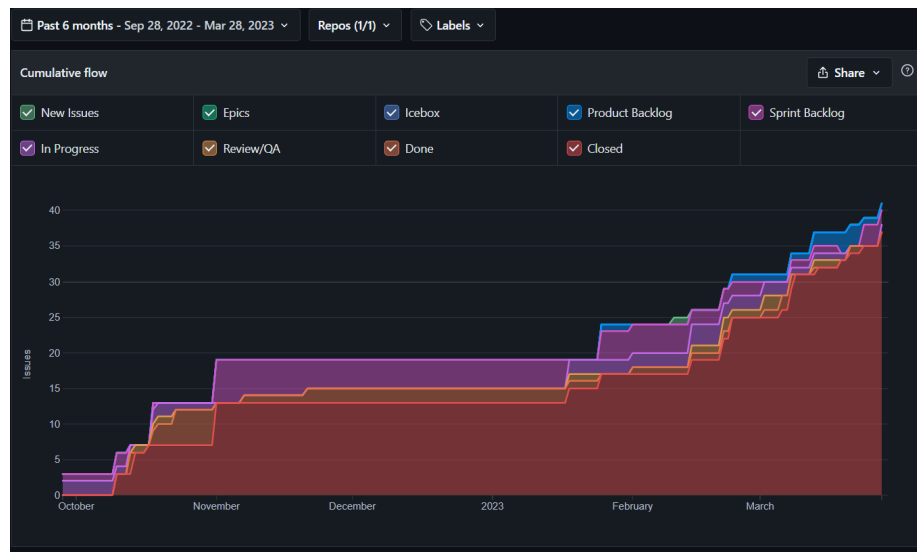 Past 6 months - Sep 28, 2022 - Mar 28, 2023 Repos (1/1) Labels
Cumulative flow Share
New Issues Epics Icebox Product Backlog Sprint Backlog
In Progress Review/QA Done Closed
40
35
30
25
20
15
10
5
0
Issues
October November December 2023 February March